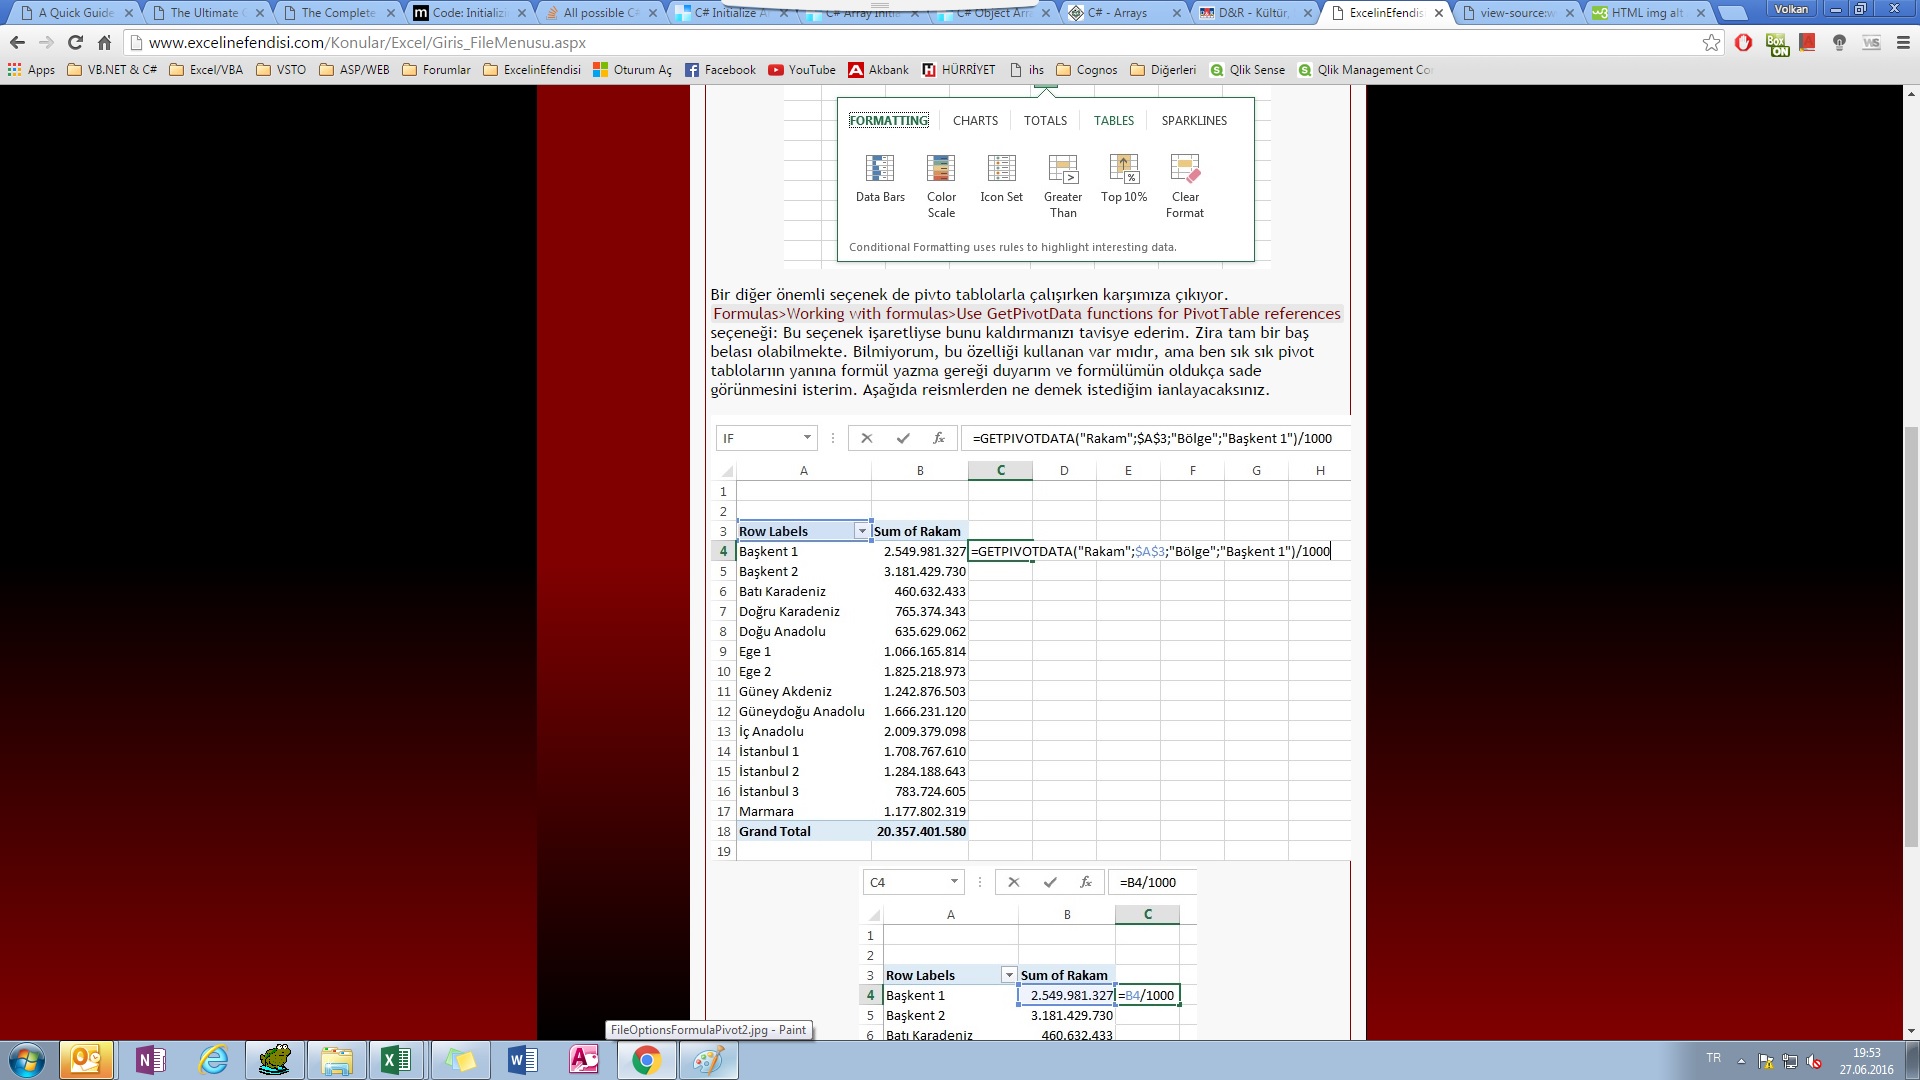 A Quick Guide
The Ultimate
The Complete
Code: Initializi
All possible C#
C# Initialize A
C# Array Initia
C# Object Arra
C# - Arrays
D&R - Kültür,
ExcelinEfendis
view-source:w
HTML img alt
Volkan
www.excelinefendisi.com/Konular/Excel/Giris_FileMenusu.aspx
Apps
VB.NET & C#
Excel/VBA
VSTO
ASP/WEB
Forumlar
ExcelinEfendisi
Oturum Aç
Facebook
YouTube
Akbank
HÜRRİYET
ihs
Cognos
Diğerleri
Qlik Sense
Qlik Management Co
FORMATTING CHARTS TOTALS TABLES SPARKLINES
Data Bars
Color Scale
Icon Set
Greater Than
Top 10%
Clear Format
Conditional Formatting uses rules to highlight interesting data.
Bir diğer önemli seçenek de pivto tablolarla çalışırken karşımıza çıkıyor.
Formulas>Working with formulas>Use GetPivotData functions for PivotTable references
seçeneği: Bu seçenek işaretliyse bunu kaldırmanızı tavisye ederim. Zira tam bir baş
belası olabilmekte. Bilmiyorum, bu özelliği kullanan var mıdır, ama ben sık sık pivot
tabloların yanına formül yazma gereği duyarım ve formülümün oldukça sade
görünmesini isterim. Aşağıda reismlerden ne demek istediğim ianlayacaksınız.
IF =GETPIVOTDATA("Rakam";$A$3;"Bölge";"Başkent 1")/1000
A B C D E F G H
1
2
3 Row Labels Sum of Rakam
4 Başkent 1 2.549.981.327 =GETPIVOTDATA("Rakam";$A$3;"Bölge";"Başkent 1")/1000
5 Başkent 2 3.181.429.730
6 Batı Karadeniz 460.632.433
7 Doğru Karadeniz 765.374.343
8 Doğu Anadolu 635.629.062
9 Ege 1 1.066.165.814
10 Ege 2 1.825.218.973
11 Güney Akdeniz 1.242.876.503
12 Güneydoğu Anadolu 1.666.231.120
13 İç Anadolu 2.009.379.098
14 İstanbul 1 1.708.767.610
15 İstanbul 2 1.284.188.643
16 İstanbul 3 783.724.605
17 Marmara 1.177.802.319
18 Grand Total 20.357.401.580
19
C4 =B4/1000
A B C
1
2
3 Row Labels Sum of Rakam
4 Başkent 1 2.549.981.327 =B4/1000
5 Başkent 2 3.181.429.730
6 Batı Karadeniz 460.632.433
FileOptionsFormulaPivot2.jpg - Paint
TR
19:53
27.06.2016